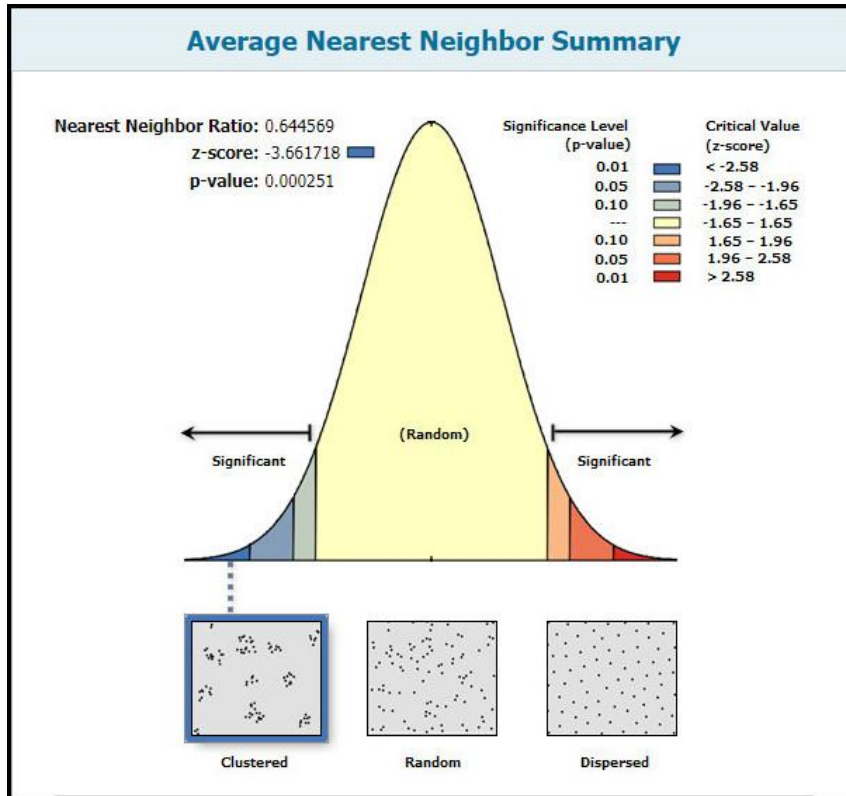 Average Nearest Neighbor Summary
Nearest Neighbor Ratio: 0.644569
z-score: -3.661718
p-value: 0.000251
Significance Level
(p-value)
Critical Value
(z-score)
0.01 < -2.58
0.05 -2.58 – -1.96
0.10 -1.96 – -1.65
--- -1.65 – 1.65
0.10 1.65 – 1.96
0.05 1.96 – 2.58
0.01 > 2.58
Significant
(Random)
Significant
Clustered
Random
Dispersed